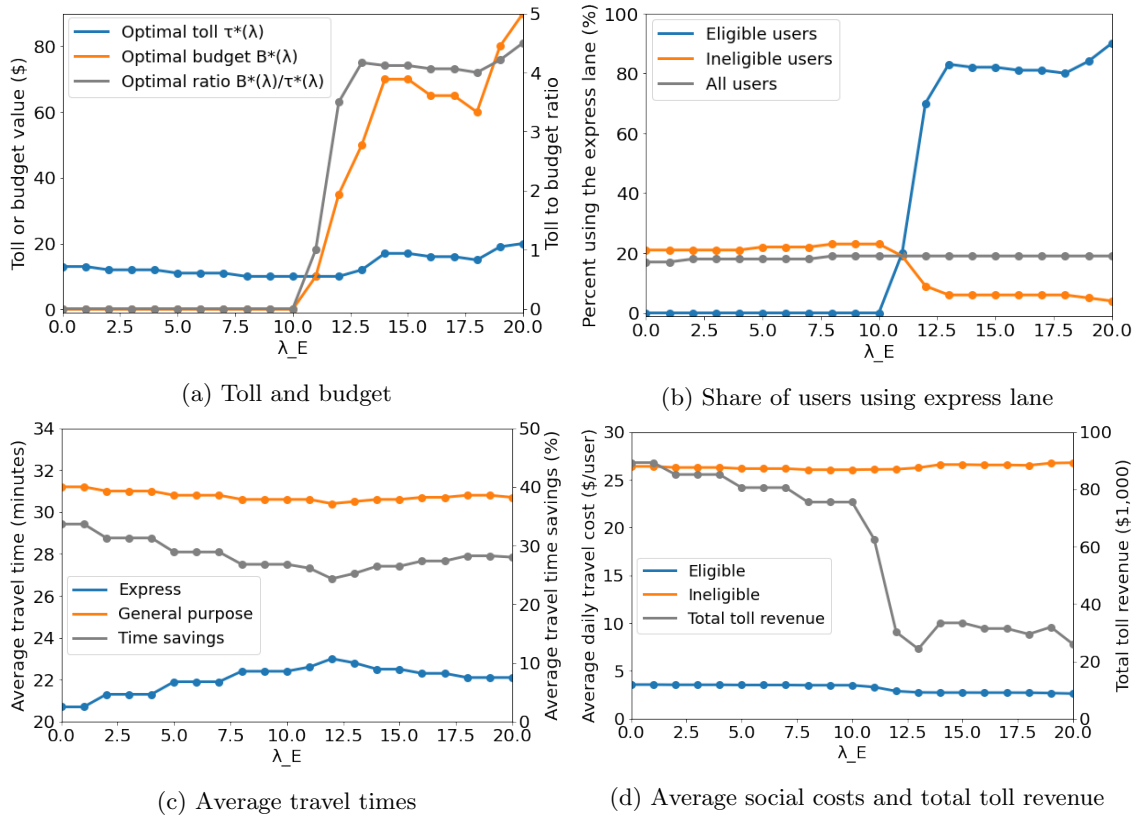 Toll or budget value ($)
80
60
40
20
0
Optimal toll τ*(λ)
Optimal budget B*(λ)
Optimal ratio B*(λ)/τ*(λ)
5
4
3
2
1
0
Toll to budget ratio
0.0 2.5 5.0 7.5 10.0 12.5 15.0 17.5 20.0
λ_E
(a) Toll and budget
Percent using the express lane (%)
100
80
60
40
20
0
Eligible users
Ineligible users
All users
0.0 2.5 5.0 7.5 10.0 12.5 15.0 17.5 20.0
λ_E
(b) Share of users using express lane
Average travel time (minutes)
34
32
30
28
26
24
22
20
Express
General purpose
Time savings
50
40
30
20
10
0
Average travel time savings (%)
0.0 2.5 5.0 7.5 10.0 12.5 15.0 17.5 20.0
λ_E
(c) Average travel times
Average daily travel cost ($/user)
30
25
20
15
10
5
0
Eligible
Ineligible
Total toll revenue
100
80
60
40
20
0
Total toll revenue ($1,000)
0.0 2.5 5.0 7.5 10.0 12.5 15.0 17.5 20.0
λ_E
(d) Average social costs and total toll revenue